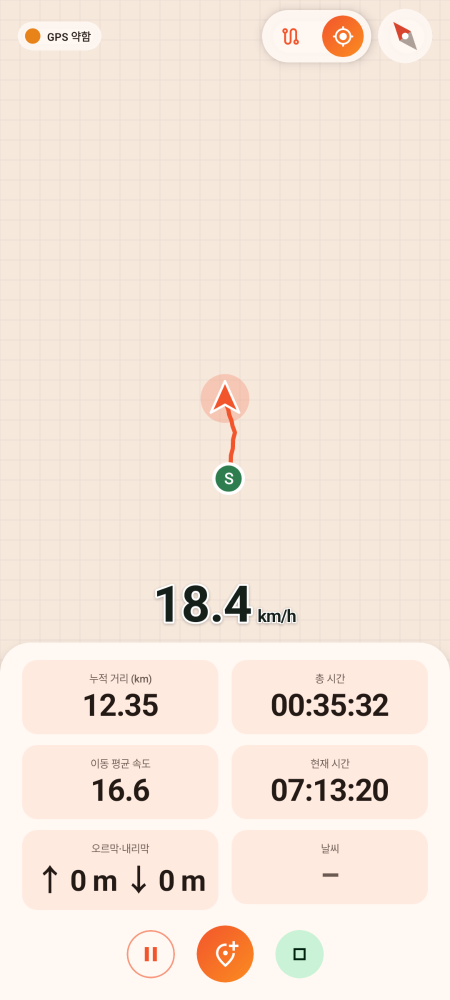 GPS 약함
S
18.4 km/h
누적 거리 (km)
12.35
총 시간
00:35:32
이동 평균 속도
16.6
현재 시간
07:13:20
오르막·내리막
↑ 0 m ↓ 0 m
날씨
–